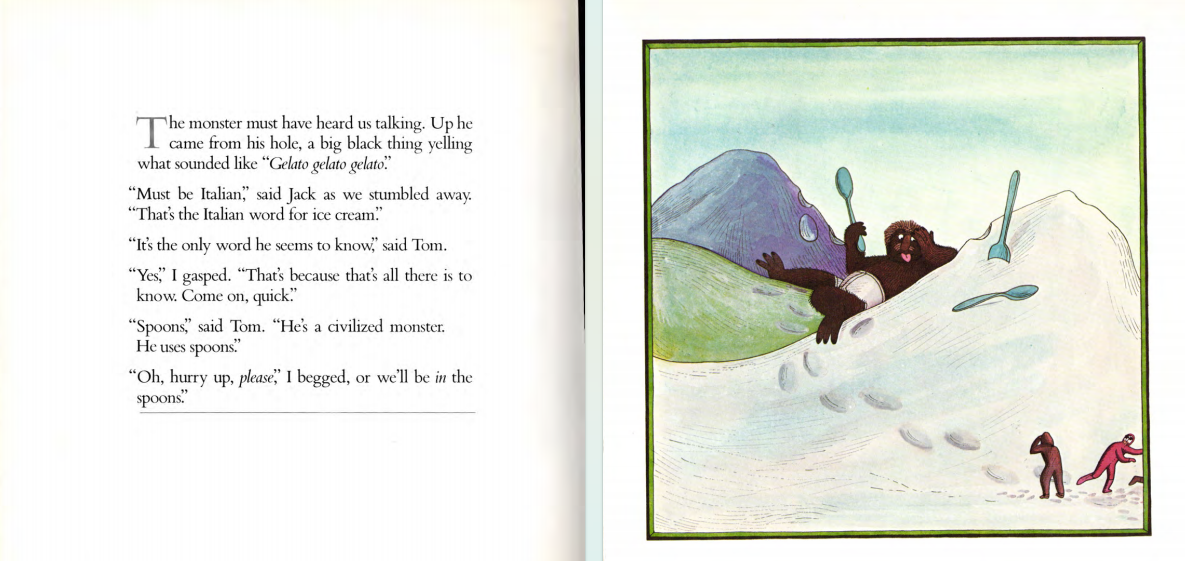 The monster must have heard us talking. Up he
came from his hole, a big black thing yelling
what sounded like “Gelato gelato gelato.”
“Must be Italian,” said Jack as we stumbled away.
“That’s the Italian word for ice cream.”
“It’s the only word he seems to know,” said Tom.
“Yes,” I gasped. “That’s because that’s all there is to
know. Come on, quick.”
“Spoons,” said Tom. “He’s a civilized monster.
He uses spoons.”
“Oh, hurry up, please,” I begged, or we’ll be in the
spoons.”